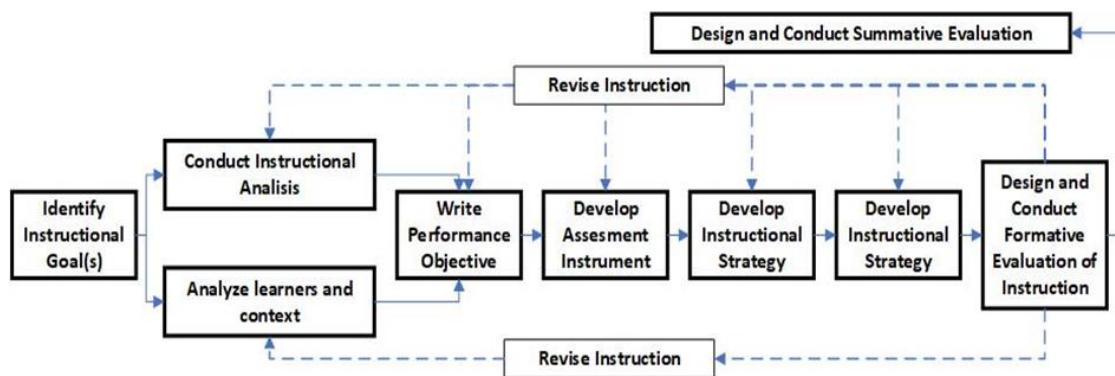 Design and Conduct Summative Evaluation
Revise Instruction
Conduct Instructional
Analisis
Identify
Instructional
Goal(s)
Write
Performance
Objective
Develop
Assesment
Instrument
Develop
Instructional
Strategy
Develop
Instructional
Strategy
Design and
Conduct
Formative
Evaluation of
Instruction
Analyze learners and
context
Revise Instruction